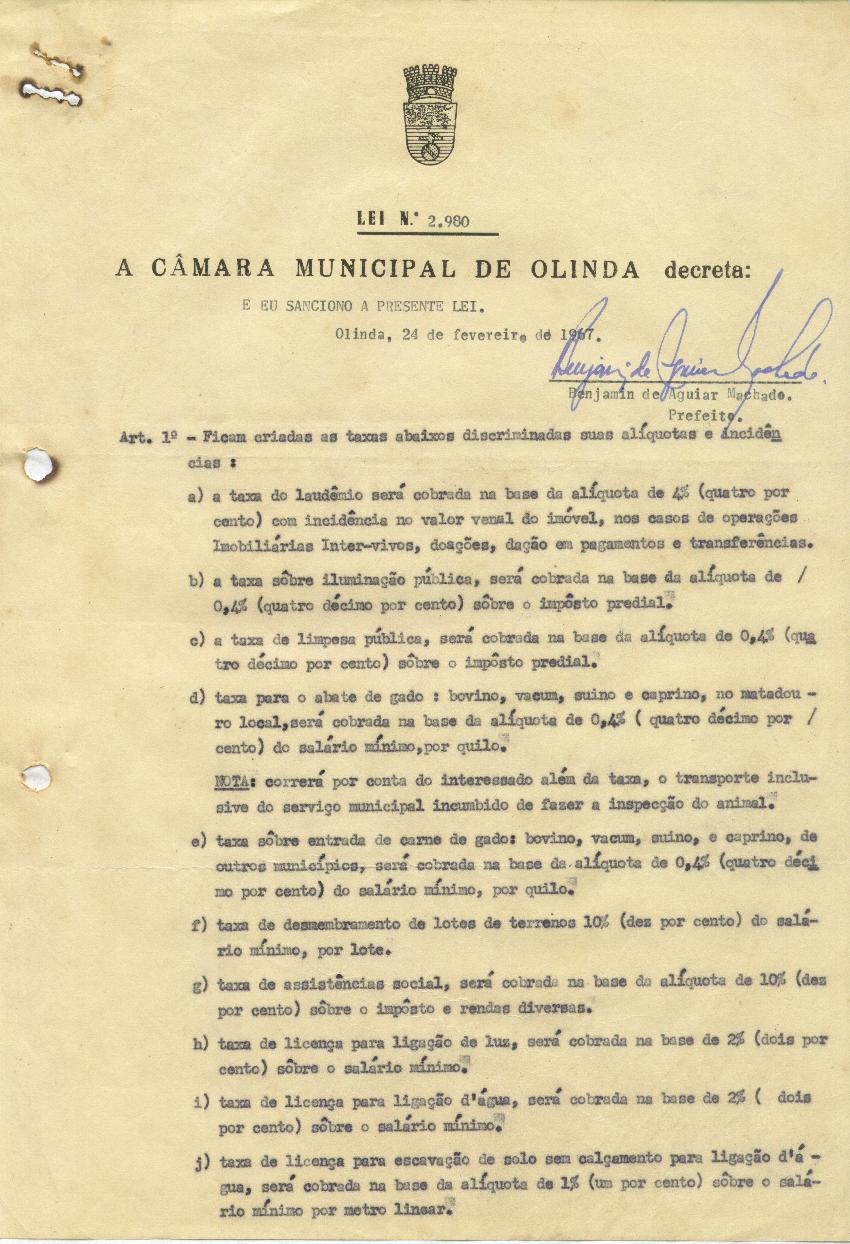 LEI N.º 2.980
A CÂMARA MUNICIPAL DE OLINDA decreta:
E EU SANCIONO A PRESENTE LEI.
Olinda, 24 de fevereiro de 1967.
Benjamin de Aguiar Machado
Benjamin de Aguiar Machado.
Prefeito.
Art. 1º - Ficam criadas as taxas abaixos discriminadas suas alíquotas e incidên
cias :
a) a taxa do laudêmio será cobrada na base da alíquota de 4% (quatro por
cento) com incidência no valor venal do imóvel, nos casos de operações
Imobiliárias Inter-vivos, doações, dação em pagamentos e transferências.
b) a taxa sôbre iluminação pública, será cobrada na base da alíquota de /
0,4% (quatro décimo por cento) sôbre o impôsto predial.
c) a taxa de limpesa pública, será cobrada na base da alíquota de 0,4% (qua
tro décimo por cento) sôbre o impôsto predial.
d) taxa para o abate de gado : bovino, vacum, suino e caprino, no matadou -
ro local,será cobrada na base da alíquota de 0,4% ( quatro décimo por /
cento) do salário mínimo,por quilo.
NOTA: correrá por conta do interessado além da taxa, o transporte inclu-
sive do serviço municipal incumbido de fazer a inspecção do animal.
e) taxa sôbre entrada de carne de gado: bovino, vacum, suino, e caprino, de
outros municípios, será cobrada na base da alíquota de 0,4% (quatro déci
mo por cento) do salário mínimo, por quilo.
f) taxa de desmembramento de lotes de terrenos 10% (dez por cento) do salá-
rio mínimo, por lote.
g) taxa de assistências social, será cobrada na base da alíquota de 10% (dez
por cento) sôbre o impôsto e rendas diversas.
h) taxa de licença para ligação de luz, será cobrada na base de 2% (dois por
cento) sôbre o salário mínimo.
i) taxa de licença para ligação d'água, será cobrada na base de 2% ( dois
por cento) sôbre o salário mínimo.
j) taxa de licença para escavação de solo sem calçamento para ligação d'á -
gua, será cobrada na base da alíquota de 1% (um por cento) sôbre o salá-
rio mínimo por metro linear.